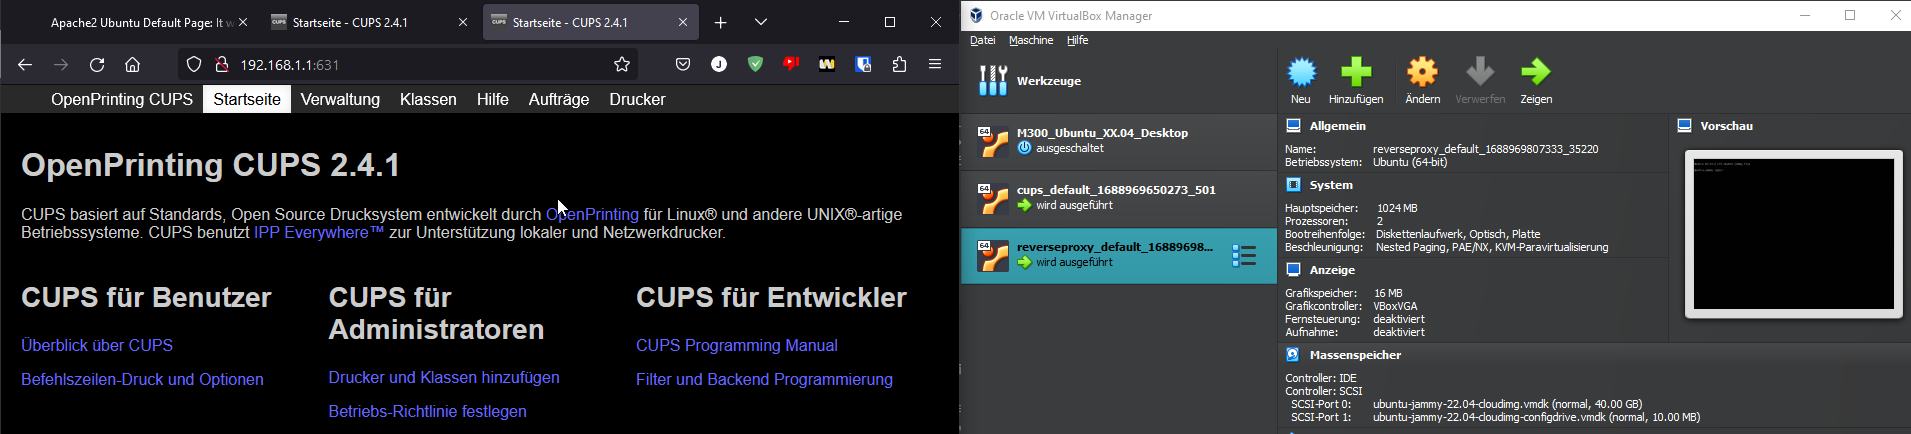 Apache2 Ubuntu Default Page: It w
Startseite - CUPS 2.4.1
Startseite - CUPS 2.4.1
192.168.1.1:631
OpenPrinting CUPS Startseite Verwaltung Klassen Hilfe Aufträge Drucker
OpenPrinting CUPS 2.4.1
CUPS basiert auf Standards, Open Source Drucksystem entwickelt durch OpenPrinting für Linux® und andere UNIX®-artige
Betriebssysteme. CUPS benutzt IPP Everywhere™ zur Unterstützung lokaler und Netzwerkdrucker.
CUPS für Benutzer
Überblick über CUPS
Befehlszeilen-Druck und Optionen
CUPS für
Administratoren
Drucker und Klassen hinzufügen
Betriebs-Richtlinie festlegen
CUPS für Entwickler
CUPS Programming Manual
Filter und Backend Programmierung
Oracle VM VirtualBox Manager
Datei Maschine Hilfe
Werkzeuge
64
M300_Ubuntu_XX.04_Desktop
ausgeschaltet
64
cups_default_1688969650273_501
wird ausgeführt
64
reverseproxy_default_16889698...
wird ausgeführt
Neu Hinzufügen Ändern Verwerfen Zeigen
Allgemein
Name: reverseproxy_default_1688969807333_35220
Betriebssystem: Ubuntu (64-bit)
System
Hauptspeicher: 1024 MB
Prozessoren: 2
Bootreihenfolge: Diskettenlaufwerk, Optisch, Platte
Beschleunigung: Nested Paging, PAE/NX, KVM-Paravirtualisierung
Anzeige
Grafikspeicher: 16 MB
Grafikcontroller: VBoxVGA
Fernsteuerung: deaktiviert
Aufnahme: deaktiviert
Massenspeicher
Controller: IDE
Controller: SCSI
SCSI-Port 0: ubuntu-jammy-22.04-cloudimg.vmdk (normal, 40.00 GB)
SCSI-Port 1: ubuntu-jammy-22.04-cloudimg-configdrive.vmdk (normal, 10.00 MB)
Vorschau